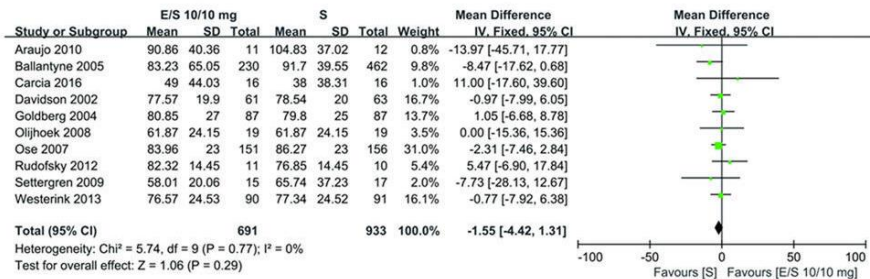 E/S 10/10 mg S Mean Difference Mean Difference
Study or Subgroup Mean SD Total Mean SD Total Weight IV, Fixed, 95% CI IV, Fixed, 95% CI
Araujo 2010 90.86 40.36 11 104.83 37.02 12 0.8% -13.97 [-45.71, 17.77]
Ballantyne 2005 83.23 65.05 230 91.7 39.55 462 9.8% -8.47 [-17.62, 0.68]
Carcia 2016 49 44.03 16 38 38.31 16 1.0% 11.00 [-17.60, 39.60]
Davidson 2002 77.57 19.9 61 78.54 20 63 16.7% -0.97 [-7.99, 6.05]
Goldberg 2004 80.85 27 87 79.8 25 87 13.7% 1.05 [-6.68, 8.78]
Olijhoek 2008 61.87 24.15 19 61.87 24.15 19 3.5% 0.00 [-15.36, 15.36]
Ose 2007 83.96 23 151 86.27 23 156 31.0% -2.31 [-7.46, 2.84]
Rudofsky 2012 82.32 14.45 11 76.85 14.45 10 5.4% 5.47 [-6.90, 17.84]
Settergren 2009 58.01 20.06 15 65.74 37.23 17 2.0% -7.73 [-28.13, 12.67]
Westerink 2013 76.57 24.53 90 77.34 24.52 91 16.1% -0.77 [-7.92, 6.38]
Total (95% CI) 691 933 100.0% -1.55 [-4.42, 1.31]
Heterogeneity: Chi² = 5.74, df = 9 (P = 0.77); I² = 0%
Test for overall effect: Z = 1.06 (P = 0.29)
-100 -50 0 50 100
Favours [S] Favours [E/S 10/10 mg]